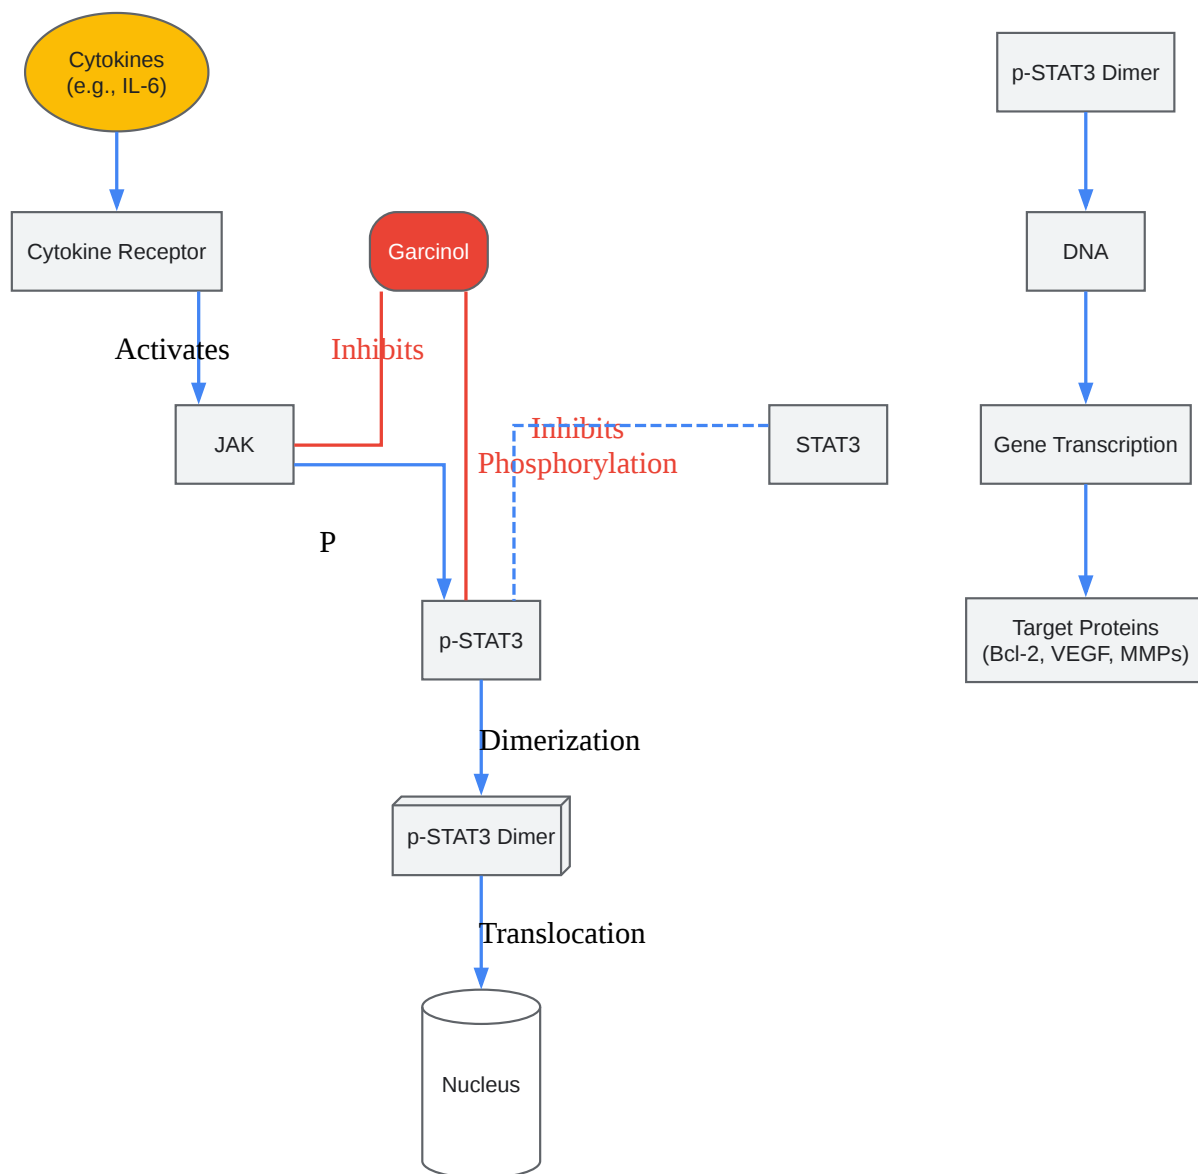 Cytokines
(e.g., IL-6)
p-STAT3 Dimer
Cytokine Receptor
Garcinol
DNA
Activates
Inhibits
JAK
Inhibits
Phosphorylation
STAT3
Gene Transcription
P
p-STAT3
Target Proteins
(Bcl-2, VEGF, MMPs)
Dimerization
p-STAT3 Dimer
Translocation
Nucleus